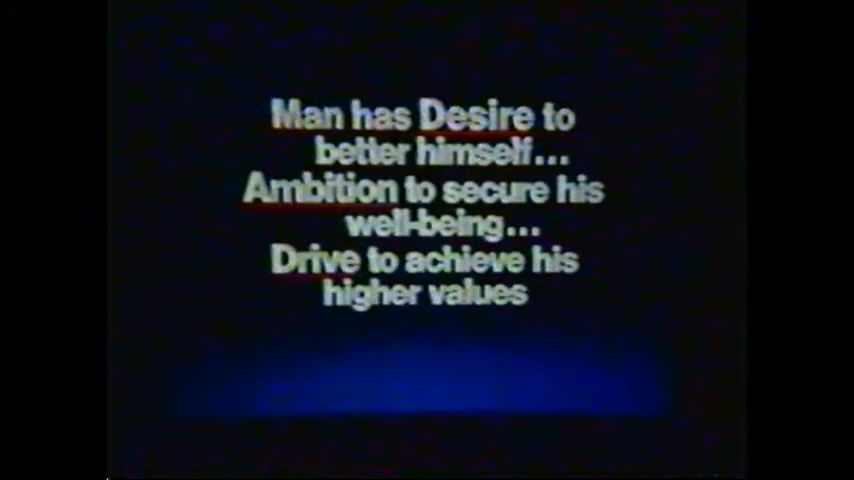 Man has Desire to
better himself...
Ambition to secure his
well-being...
Drive to achieve his
higher values